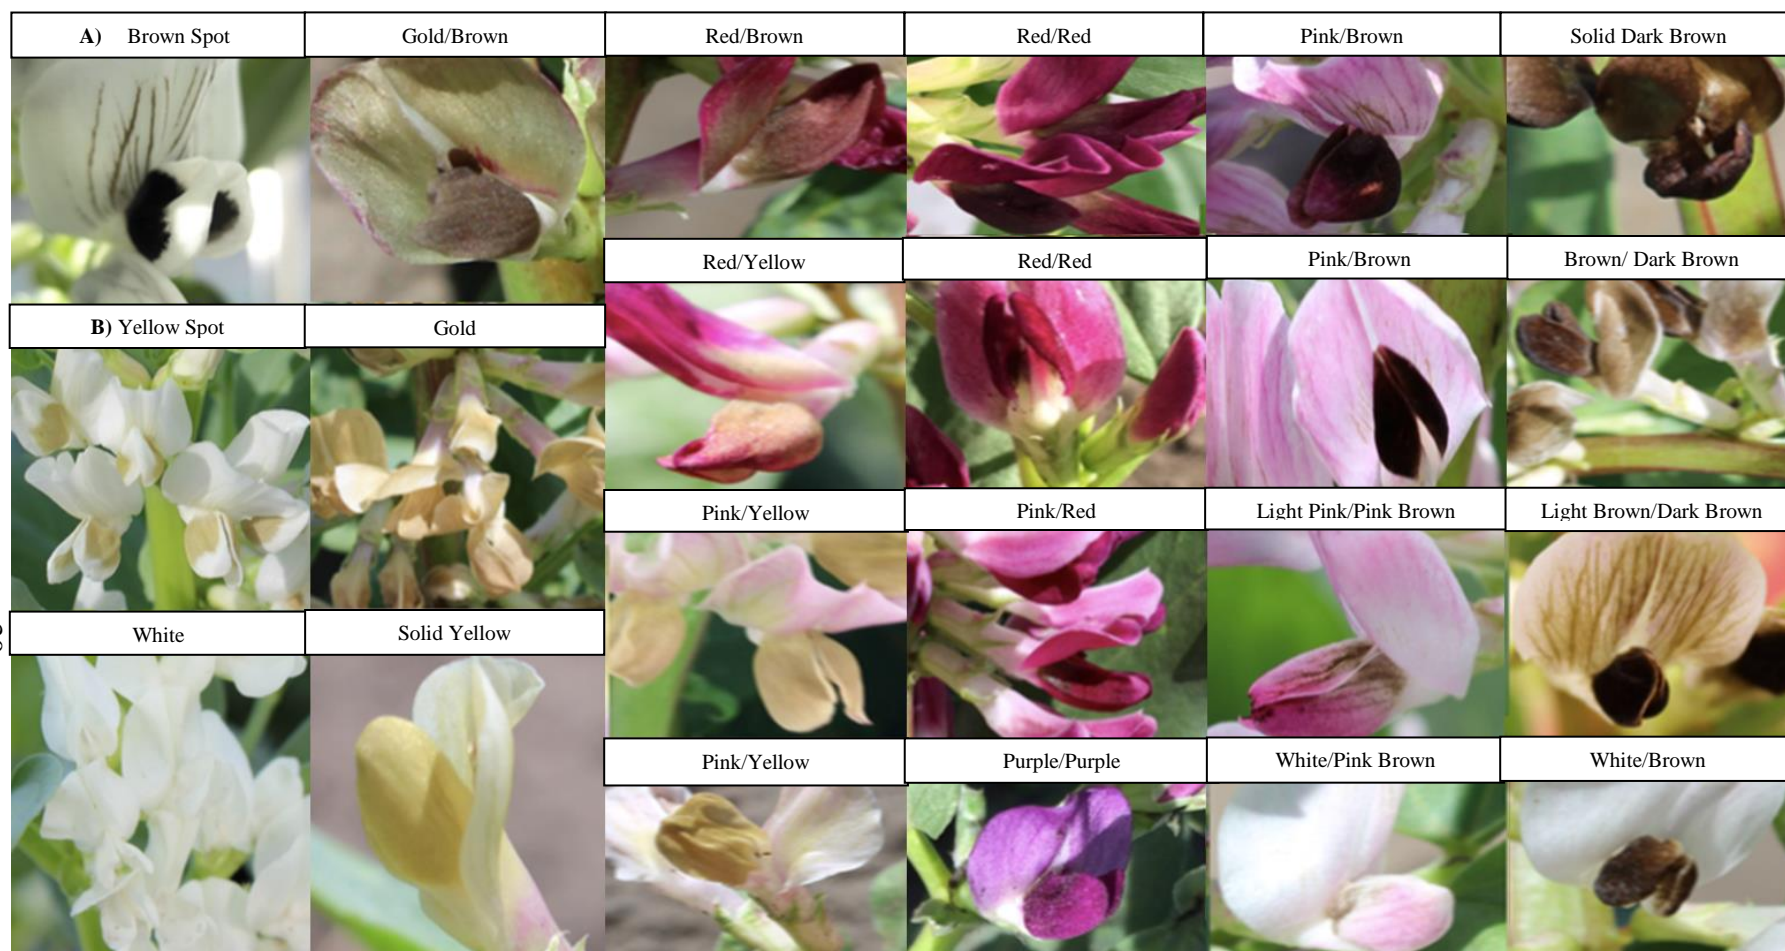 A) Brown Spot
Gold/Brown
Red/Brown
Red/Red
Pink/Brown
Solid Dark Brown
Red/Yellow
Red/Red
Pink/Brown
Brown/ Dark Brown
B) Yellow Spot
Gold
Pink/Yellow
Pink/Red
Light Pink/Pink Brown
Light Brown/Dark Brown
White
Solid Yellow
Pink/Yellow
Purple/Purple
White/Pink Brown
White/Brown